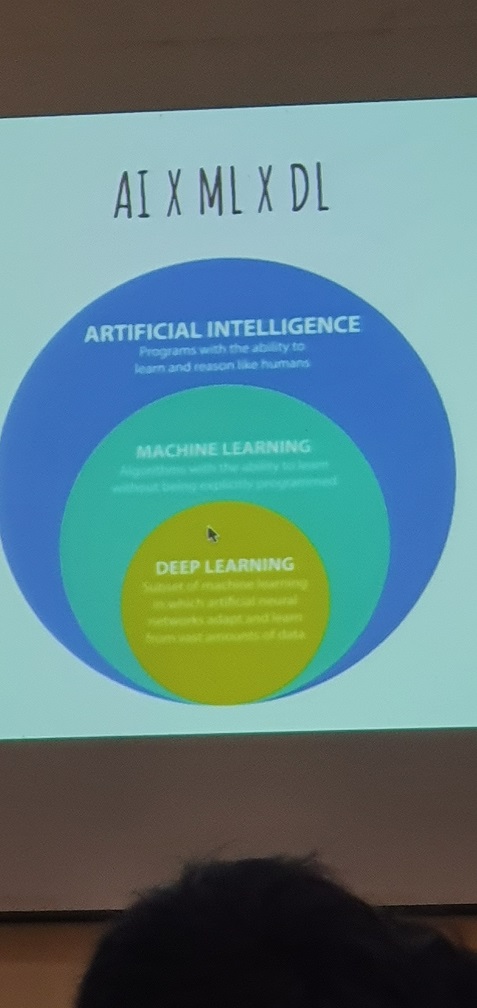 AI X ML X DL
ARTIFICIAL INTELLIGENCE
Programs with the ability to
learn and reason like humans
MACHINE LEARNING
Algorithms with the ability to learn
without being explicitly programmed
DEEP LEARNING
Subset of machine learning
in which artificial neural
networks adapt and learn
from vast amounts of data